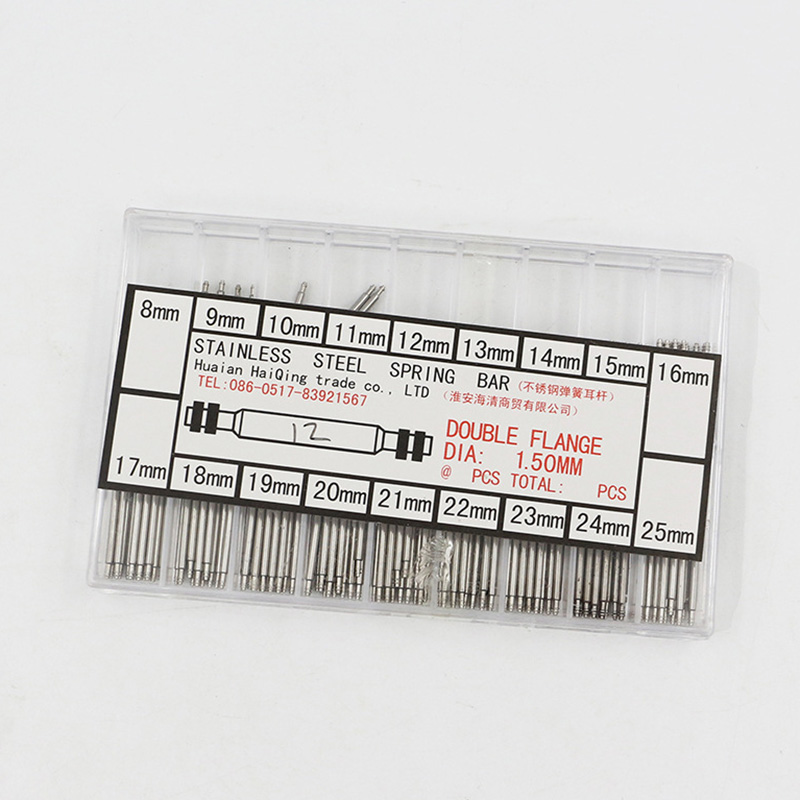 8mm 9mm 10mm 11mm 12mm 13mm 14mm 15mm 16mm
STAINLESS STEEL SPRING BAR (不锈钢弹簧耳杆)
Huaian HaiQing trade co., LTD (淮安海清商贸有限公司)
TEL:086-0517-83921567
12
DOUBLE FLANGE
DIA: 1.50MM
@ PCS TOTAL: PCS
17mm 18mm 19mm 20mm 21mm 22mm 23mm 24mm 25mm